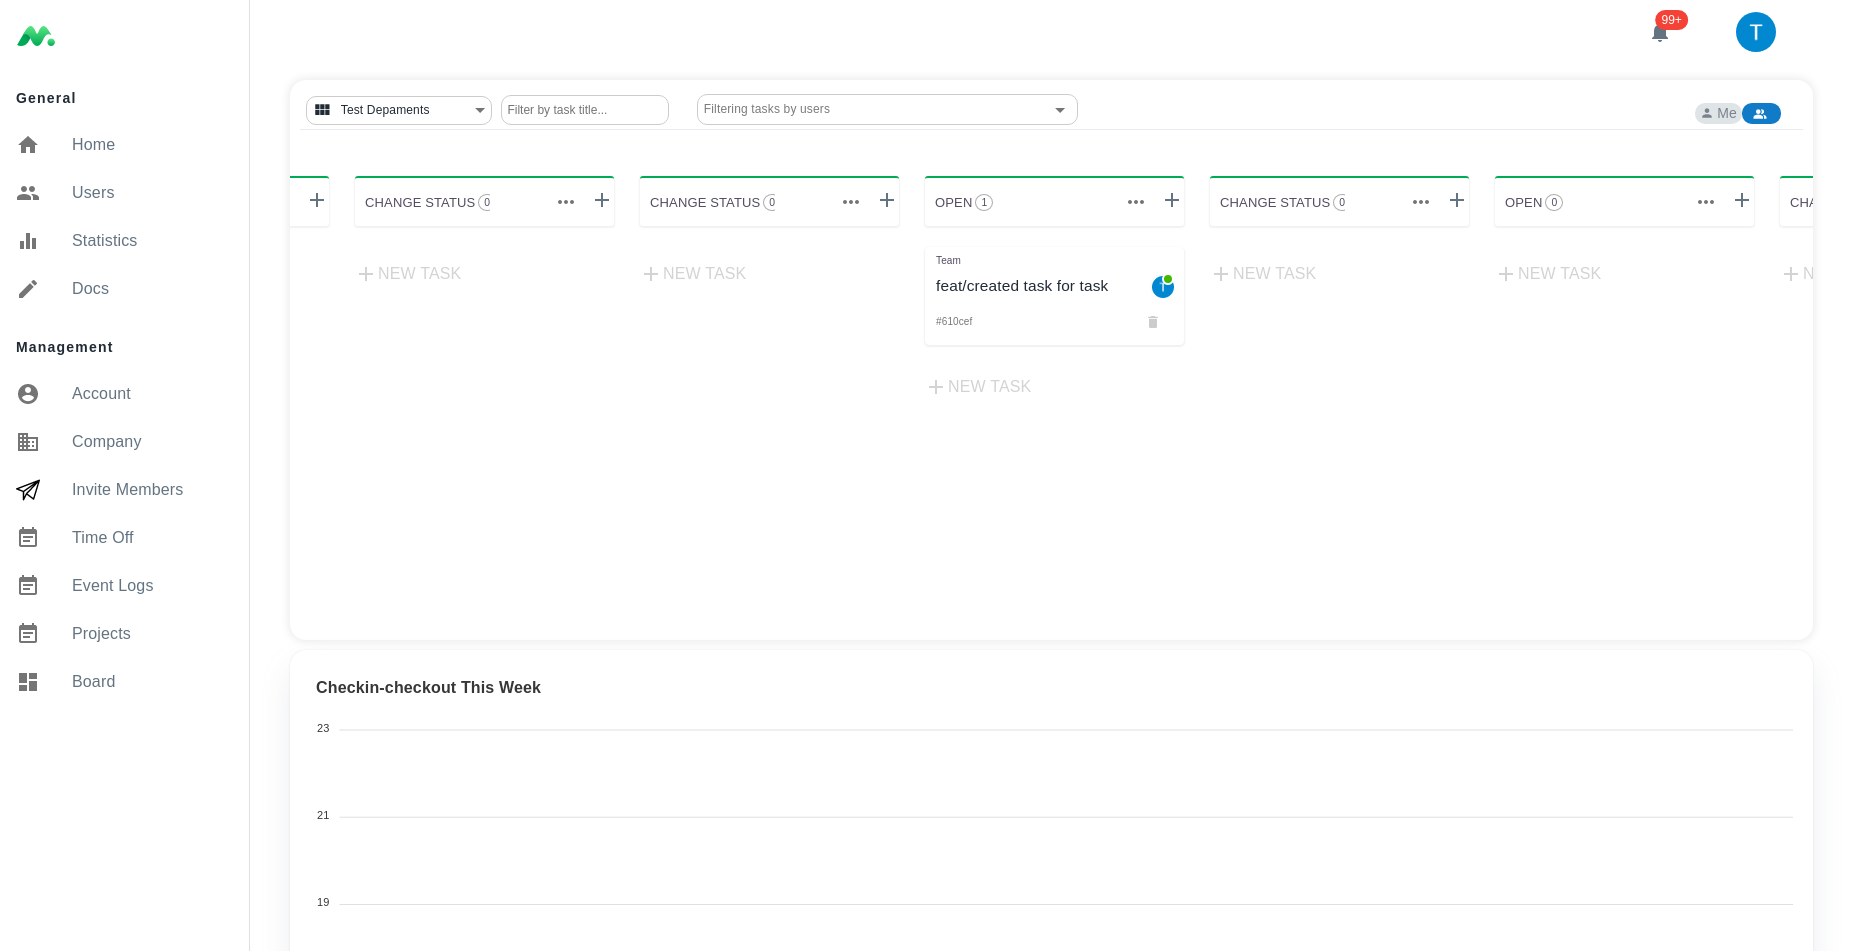 99+
T
General
Home
Users
Statistics
Docs
Management
Account
Company
Invite Members
Time Off
Event Logs
Projects
Board
Test Depaments
Filter by task title...
Filtering tasks by users
Me
CHANGE STATUS 0
NEW TASK
CHANGE STATUS 0
NEW TASK
OPEN 1
Team
feat/created task for task
T
#610cef
NEW TASK
CHANGE STATUS 0
NEW TASK
OPEN 0
NEW TASK
CHA
N
Checkin-checkout This Week
23
21
19